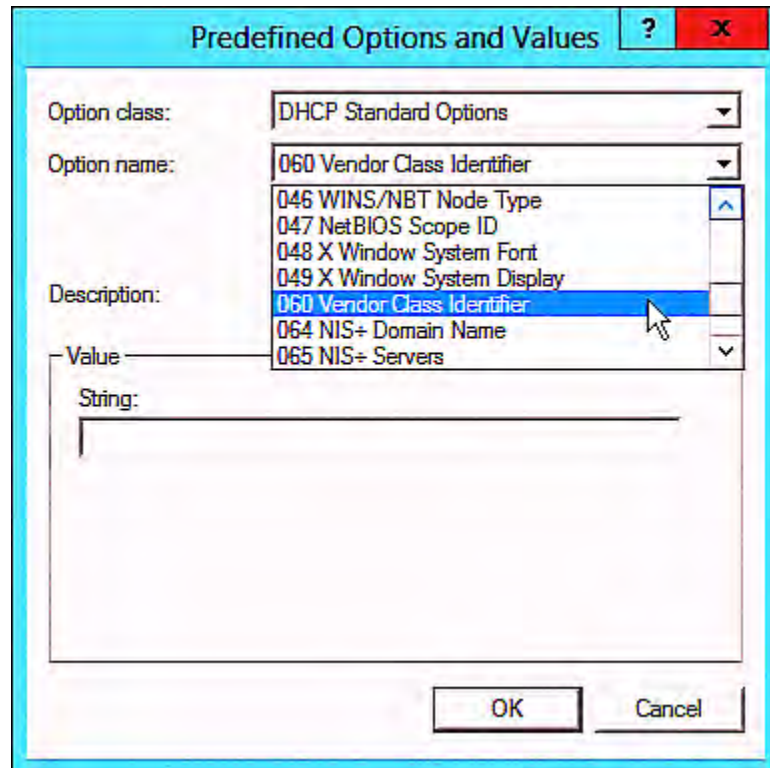 Predefined Options and Values ? x
Option class: DHCP Standard Options
Option name: 060 Vendor Class Identifier
046 WINS/NBT Node Type
047 NetBIOS Scope ID
048 X Window System Font
049 X Window System Display
060 Vendor Class Identifier
064 NIS+ Domain Name
065 NIS+ Servers
Description:
Value
String:
OK Cancel